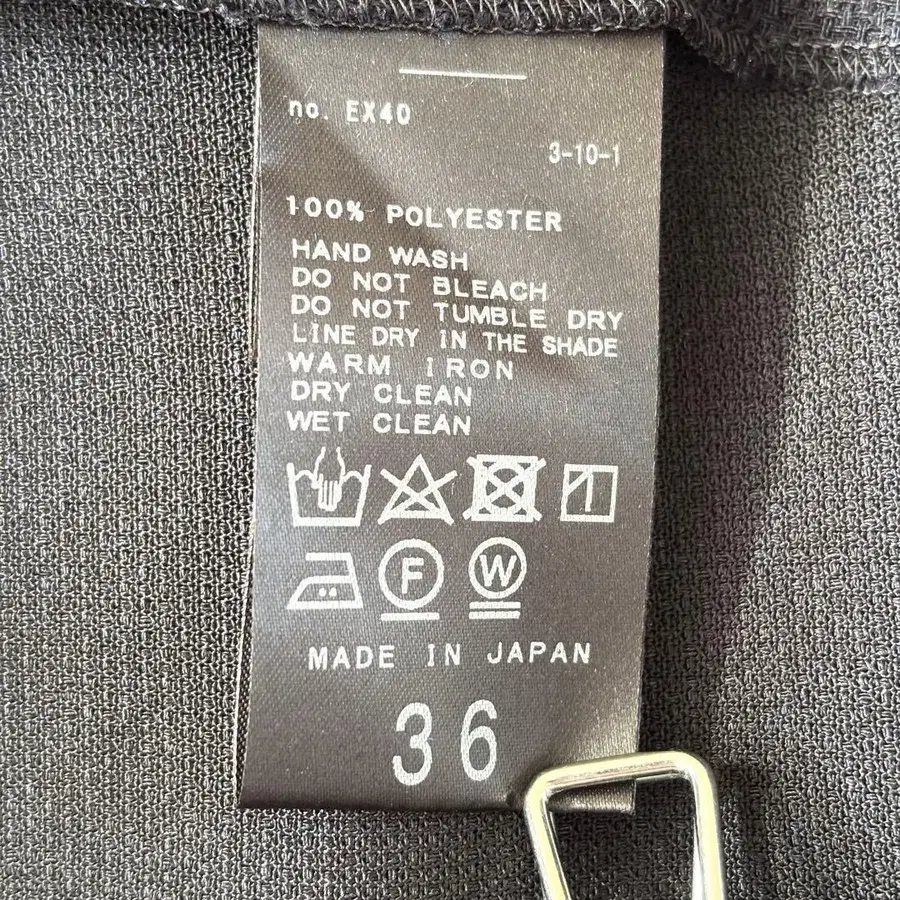 no. EX40
3-10-1
100% POLYESTER
HAND WASH
DO NOT BLEACH
DO NOT TUMBLE DRY
LINE DRY IN THE SHADE
WARM IRON
DRY CLEAN
WET CLEAN
F W
MADE IN JAPAN
36